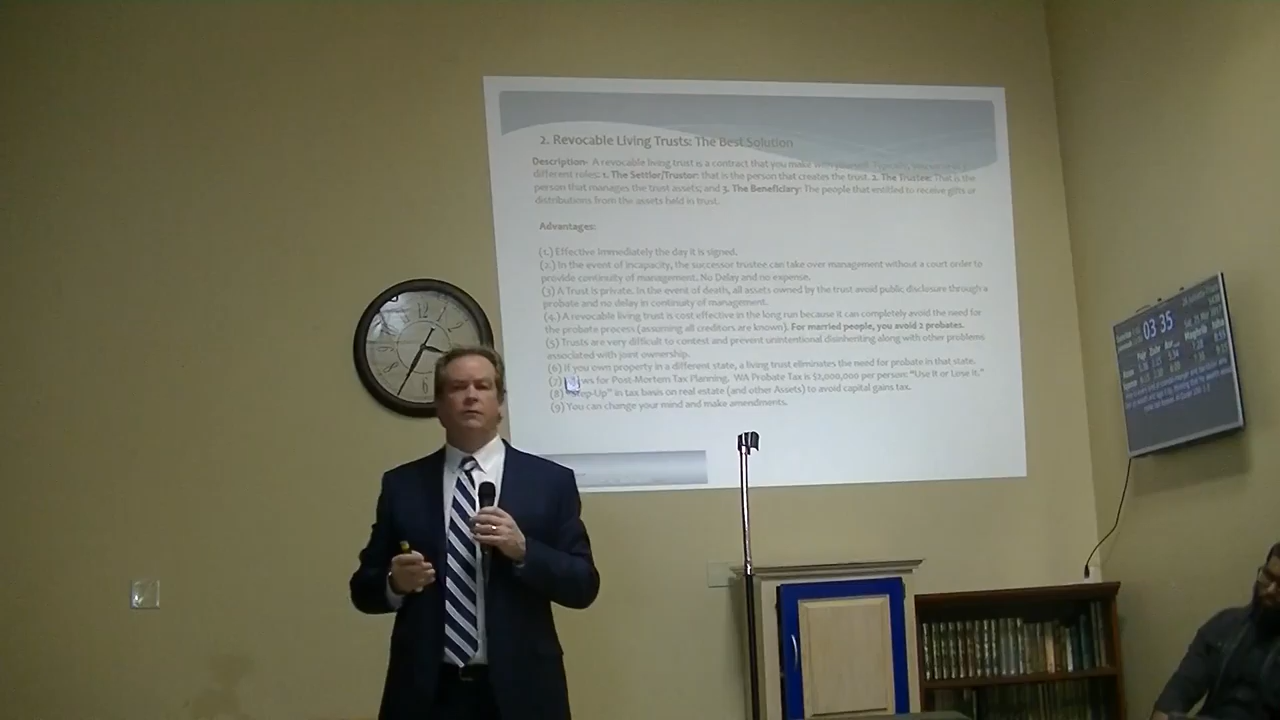 2. Revocable Living Trusts: The Best Solution
Description- A revocable living trust is a contract that you make with yourself. Typically,
different roles: 1. The Settlor/Trustor: that is the person that creates the trust. 2. The Trustee: That is the
person that manages the trust assets; and 3. The Beneficiary: The people that entitled to receive gifts or
distributions from the assets held in trust.
Advantages:
(1.) Effective immediately the day it is signed.
(2.) In the event of incapacity, the successor trustee can take over management without a court order to
provide continuity of management. No Delay and no expense.
(3) A Trust is private. In the event of death, all assets owned by the trust avoid public disclosure through a
probate and no delay in continuity of management.
(4.) A revocable living trust is cost effective in the long run because it can completely avoid the need for
the probate process (assuming all creditors are known). For married people, you avoid 2 probates.
(5) Trusts are very difficult to contest and prevent unintentional disinheriting along with other problems
associated with joint ownership.
(6) If you own property in a different state, a living trust eliminates the need for probate in that state.
(7) ws for Post-Mortem Tax Planning. WA Probate Tax is $2,000,000 per person: "Use it or Lose it."
(8) "Step-Up" in tax basis on real estate (and other Assets) to avoid capital gains tax.
(9) You can change your mind and make amendments.
12
1
2
6
03 35
Fajr Zuhr Asr